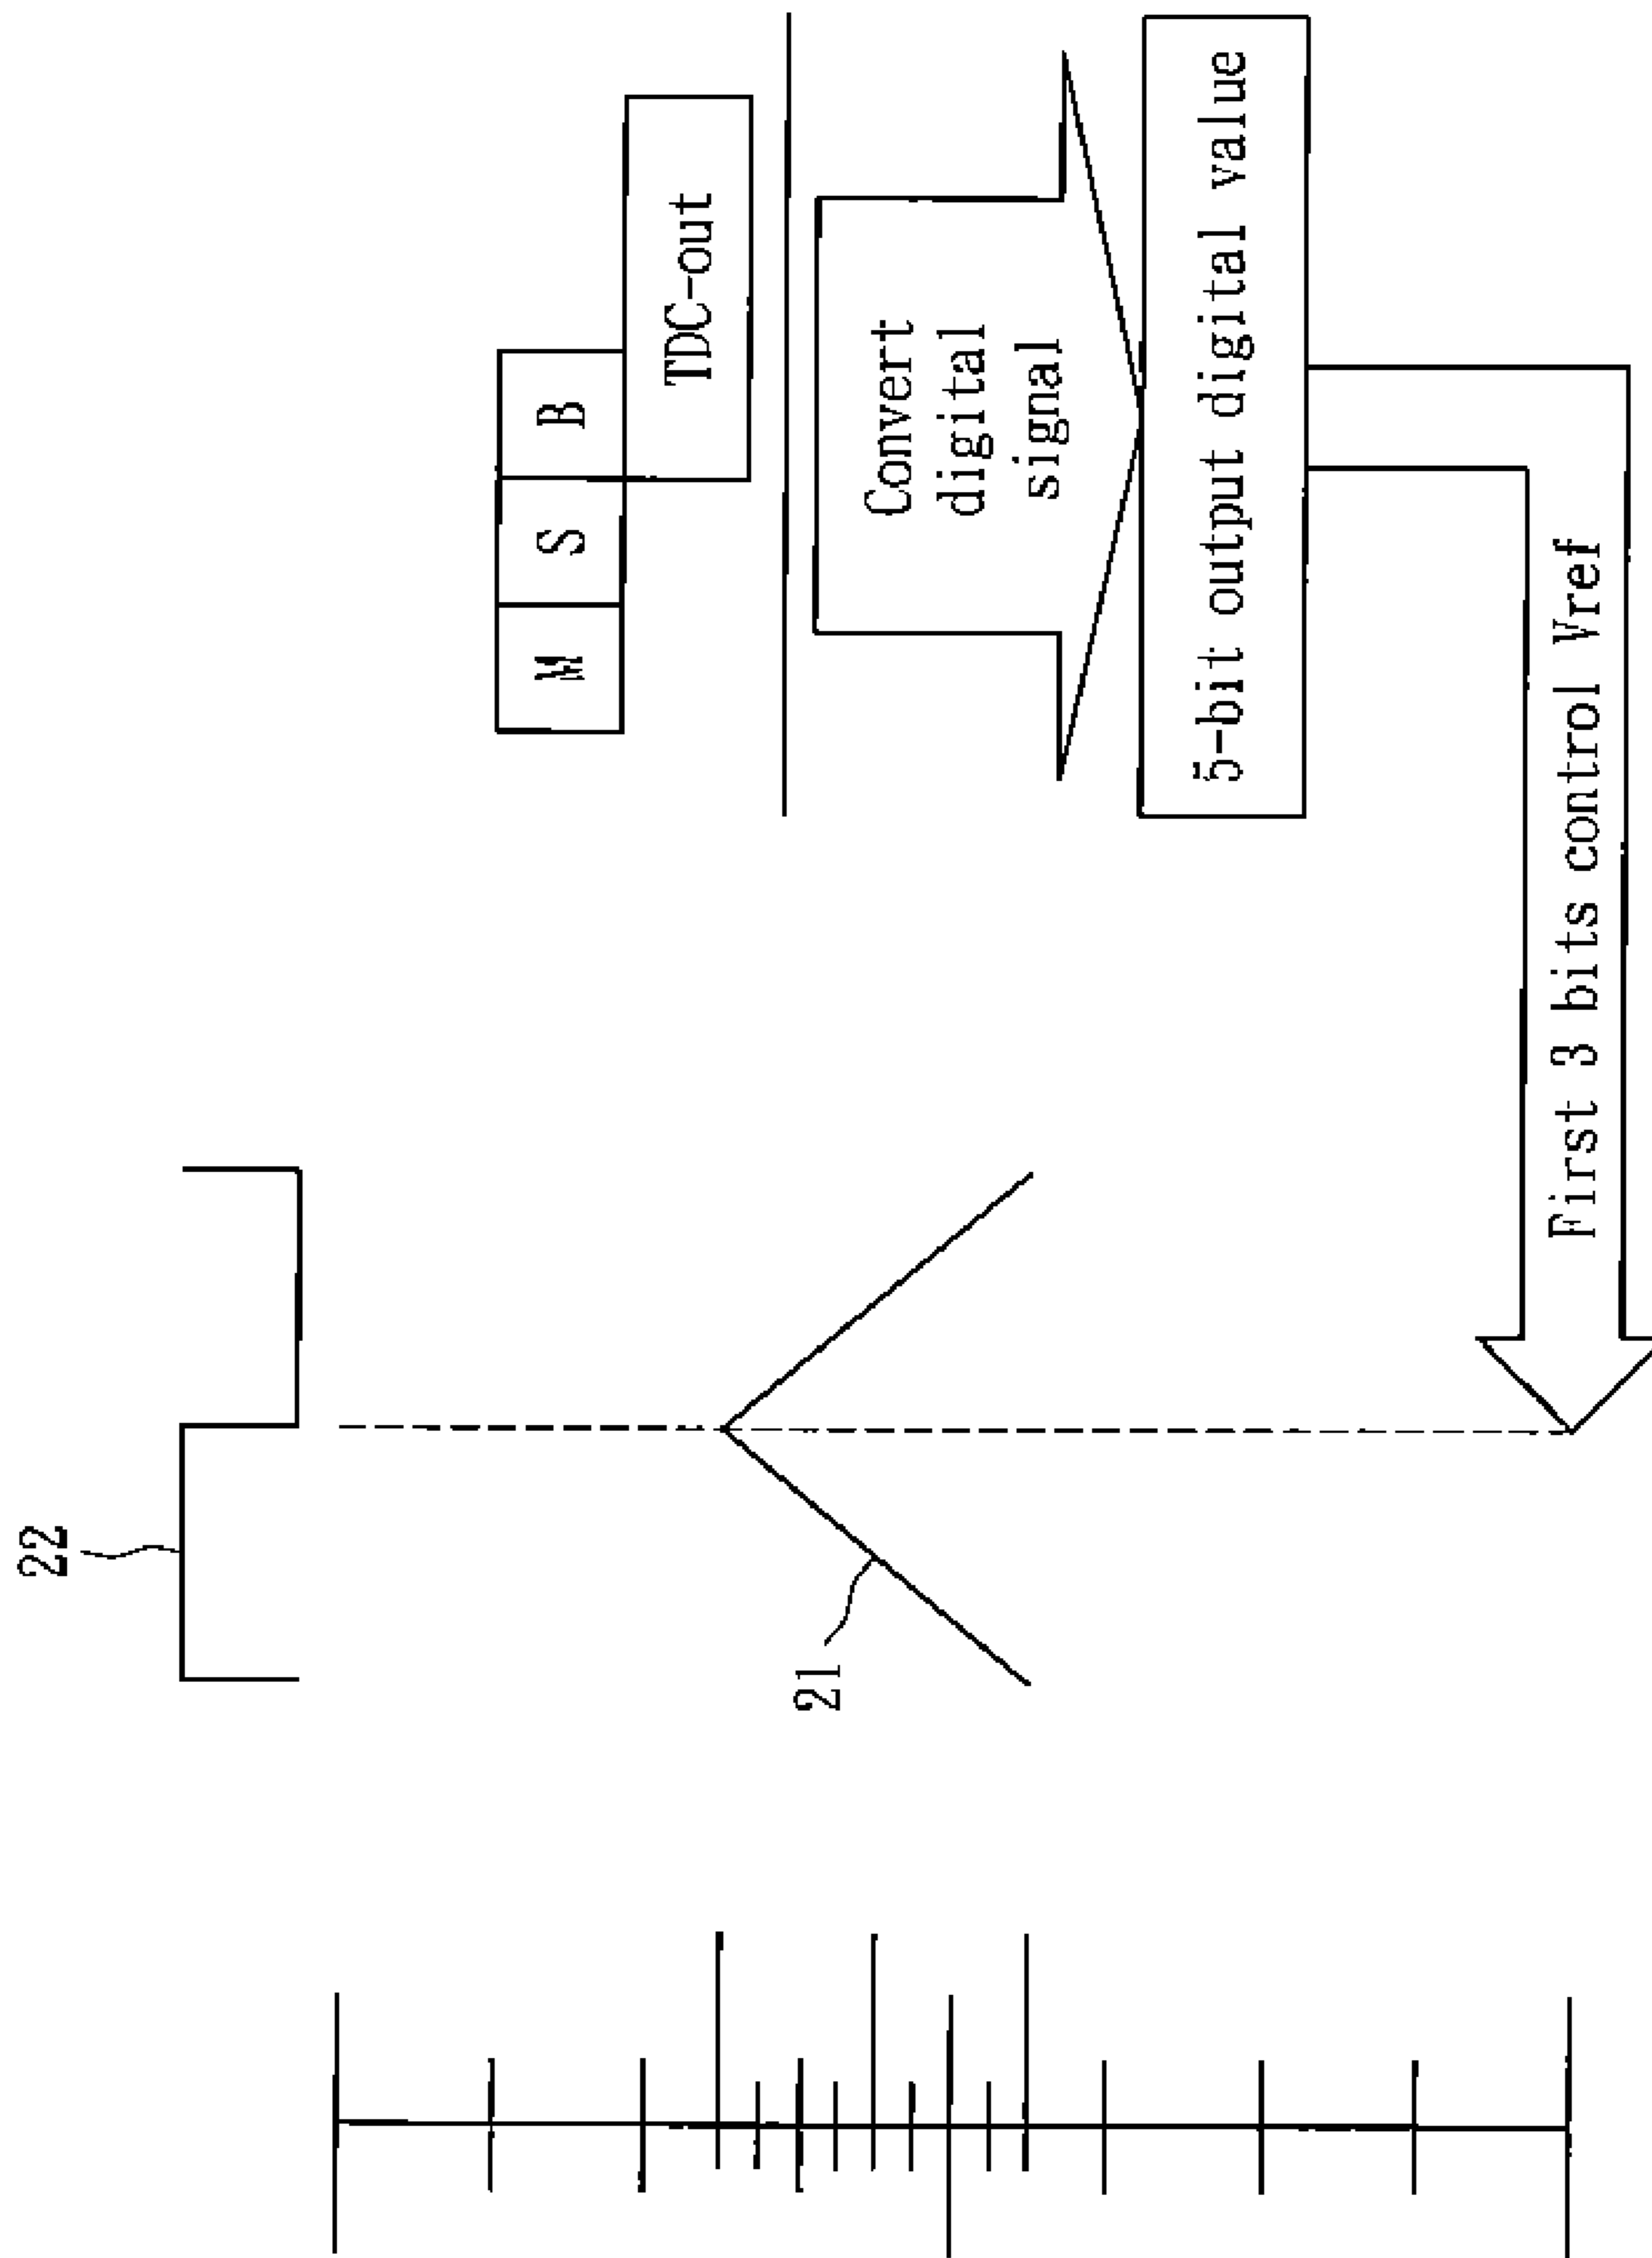 22
21
M S B
TDC-out
Convert
digital
signal
5-bit output digital value
First 3 bits control Vref